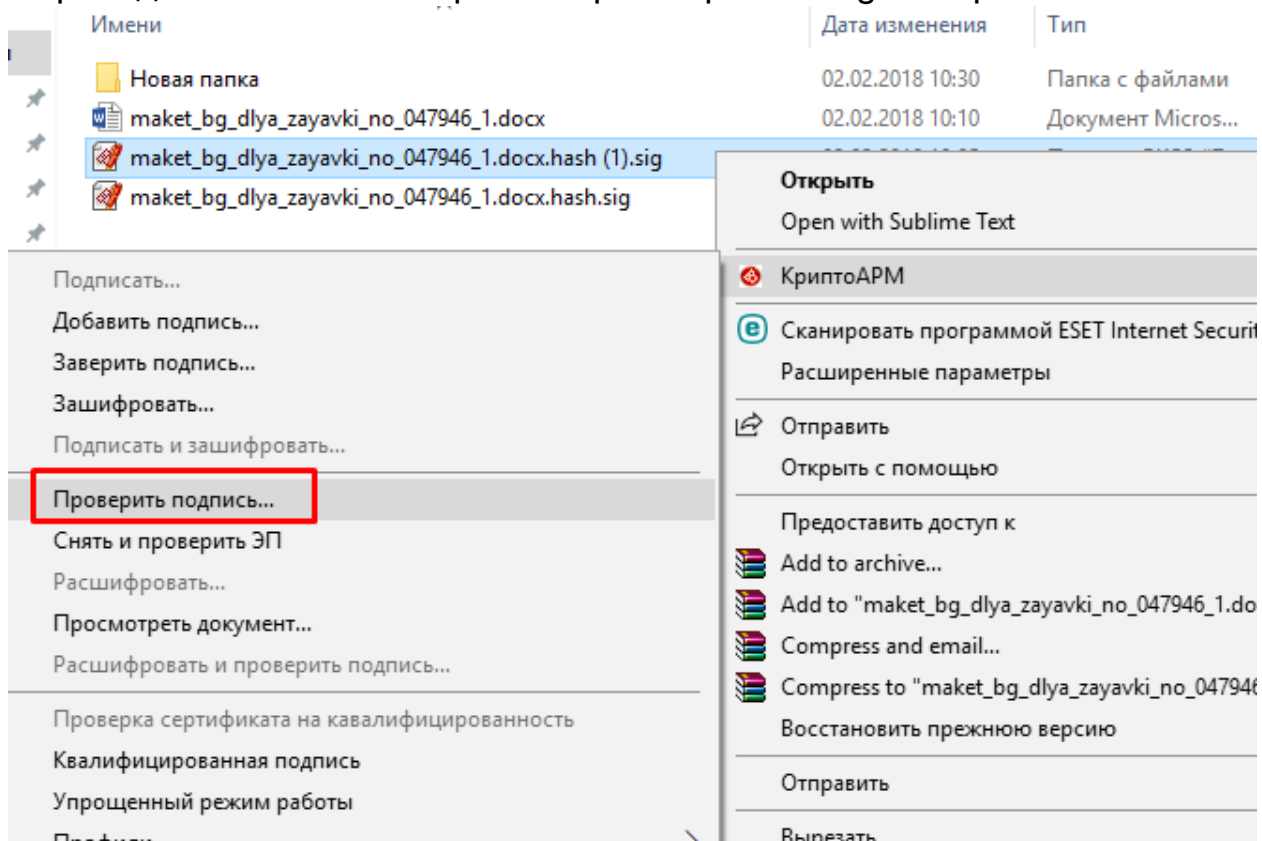 Имени Дата изменения Тип
Новая папка 02.02.2018 10:30 Папка с файлами
maket_bg_dlya_zayavki_no_047946_1.docx 02.02.2018 10:10 Документ Micros...
maket_bg_dlya_zayavki_no_047946_1.docx.hash (1).sig
maket_bg_dlya_zayavki_no_047946_1.docx.hash.sig
Открыть
Open with Sublime Text
КриптоАРМ
Сканировать программой ESET Internet Securit
Расширенные параметры
Отправить
Открыть с помощью
Предоставить доступ к
Add to archive...
Add to "maket_bg_dlya_zayavki_no_047946_1.do
Compress and email...
Compress to "maket_bg_dlya_zayavki_no_047946
Восстановить прежнюю версию
Отправить
Вырезать
Подписать...
Добавить подпись...
Заверить подпись...
Зашифровать...
Подписать и зашифровать...
Проверить подпись...
Снять и проверить ЭП
Расшифровать...
Просмотреть документ...
Расшифровать и проверить подпись...
Проверка сертификата на кавалифицированность
Квалифицированная подпись
Упрощенный режим работы
Профили